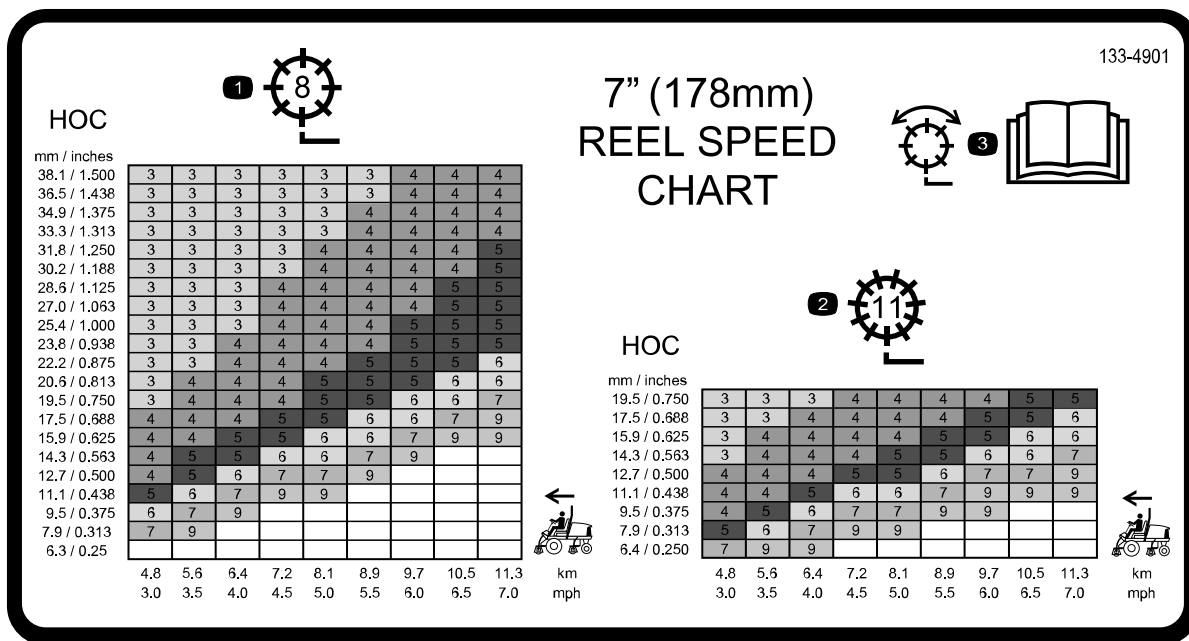 133-4901
7” (178mm)
REEL SPEED
CHART
3
1
8
HOC
mm / inches
38.1 / 1.500 3 3 3 3 3 3 4 4 4
36.5 / 1.438 3 3 3 3 3 3 4 4 4
34.9 / 1.375 3 3 3 3 3 4 4 4 4
33.3 / 1.313 3 3 3 3 3 4 4 4 4
31.8 / 1.250 3 3 3 3 4 4 4 4 5
30.2 / 1.188 3 3 3 3 4 4 4 4 5
28.6 / 1.125 3 3 3 4 4 4 4 5 5
27.0 / 1.063 3 3 3 4 4 4 4 5 5
25.4 / 1.000 3 3 3 4 4 4 5 5 5
23.8 / 0.938 3 3 4 4 4 4 5 5 5
22.2 / 0.875 3 3 4 4 4 5 5 5 6
20.6 / 0.813 3 4 4 4 5 5 5 6 6
19.5 / 0.750 3 4 4 4 5 5 6 6 7
17.5 / 0.688 4 4 4 5 5 6 6 7 9
15.9 / 0.625 4 4 5 5 6 6 7 9 9
14.3 / 0.563 4 5 5 6 6 7 9
12.7 / 0.500 4 5 6 7 7 9
11.1 / 0.438 5 6 7 9 9
9.5 / 0.375 6 7 9
7.9 / 0.313 7 9
6.3 / 0.25
4.8 5.6 6.4 7.2 8.1 8.9 9.7 10.5 11.3 km
3.0 3.5 4.0 4.5 5.0 5.5 6.0 6.5 7.0 mph
2
11
HOC
mm / inches
19.5 / 0.750 3 3 3 4 4 4 4 5 5
17.5 / 0.688 3 3 4 4 4 4 5 5 6
15.9 / 0.625 3 4 4 4 4 5 5 6 6
14.3 / 0.563 3 4 4 4 5 5 6 6 7
12.7 / 0.500 4 4 4 5 5 6 7 7 9
11.1 / 0.438 4 4 5 6 6 7 9 9 9
9.5 / 0.375 4 5 6 7 7 9 9
7.9 / 0.313 5 6 7 9 9
6.4 / 0.250 7 9 9
4.8 5.6 6.4 7.2 8.1 8.9 9.7 10.5 11.3 km
3.0 3.5 4.0 4.5 5.0 5.5 6.0 6.5 7.0 mph